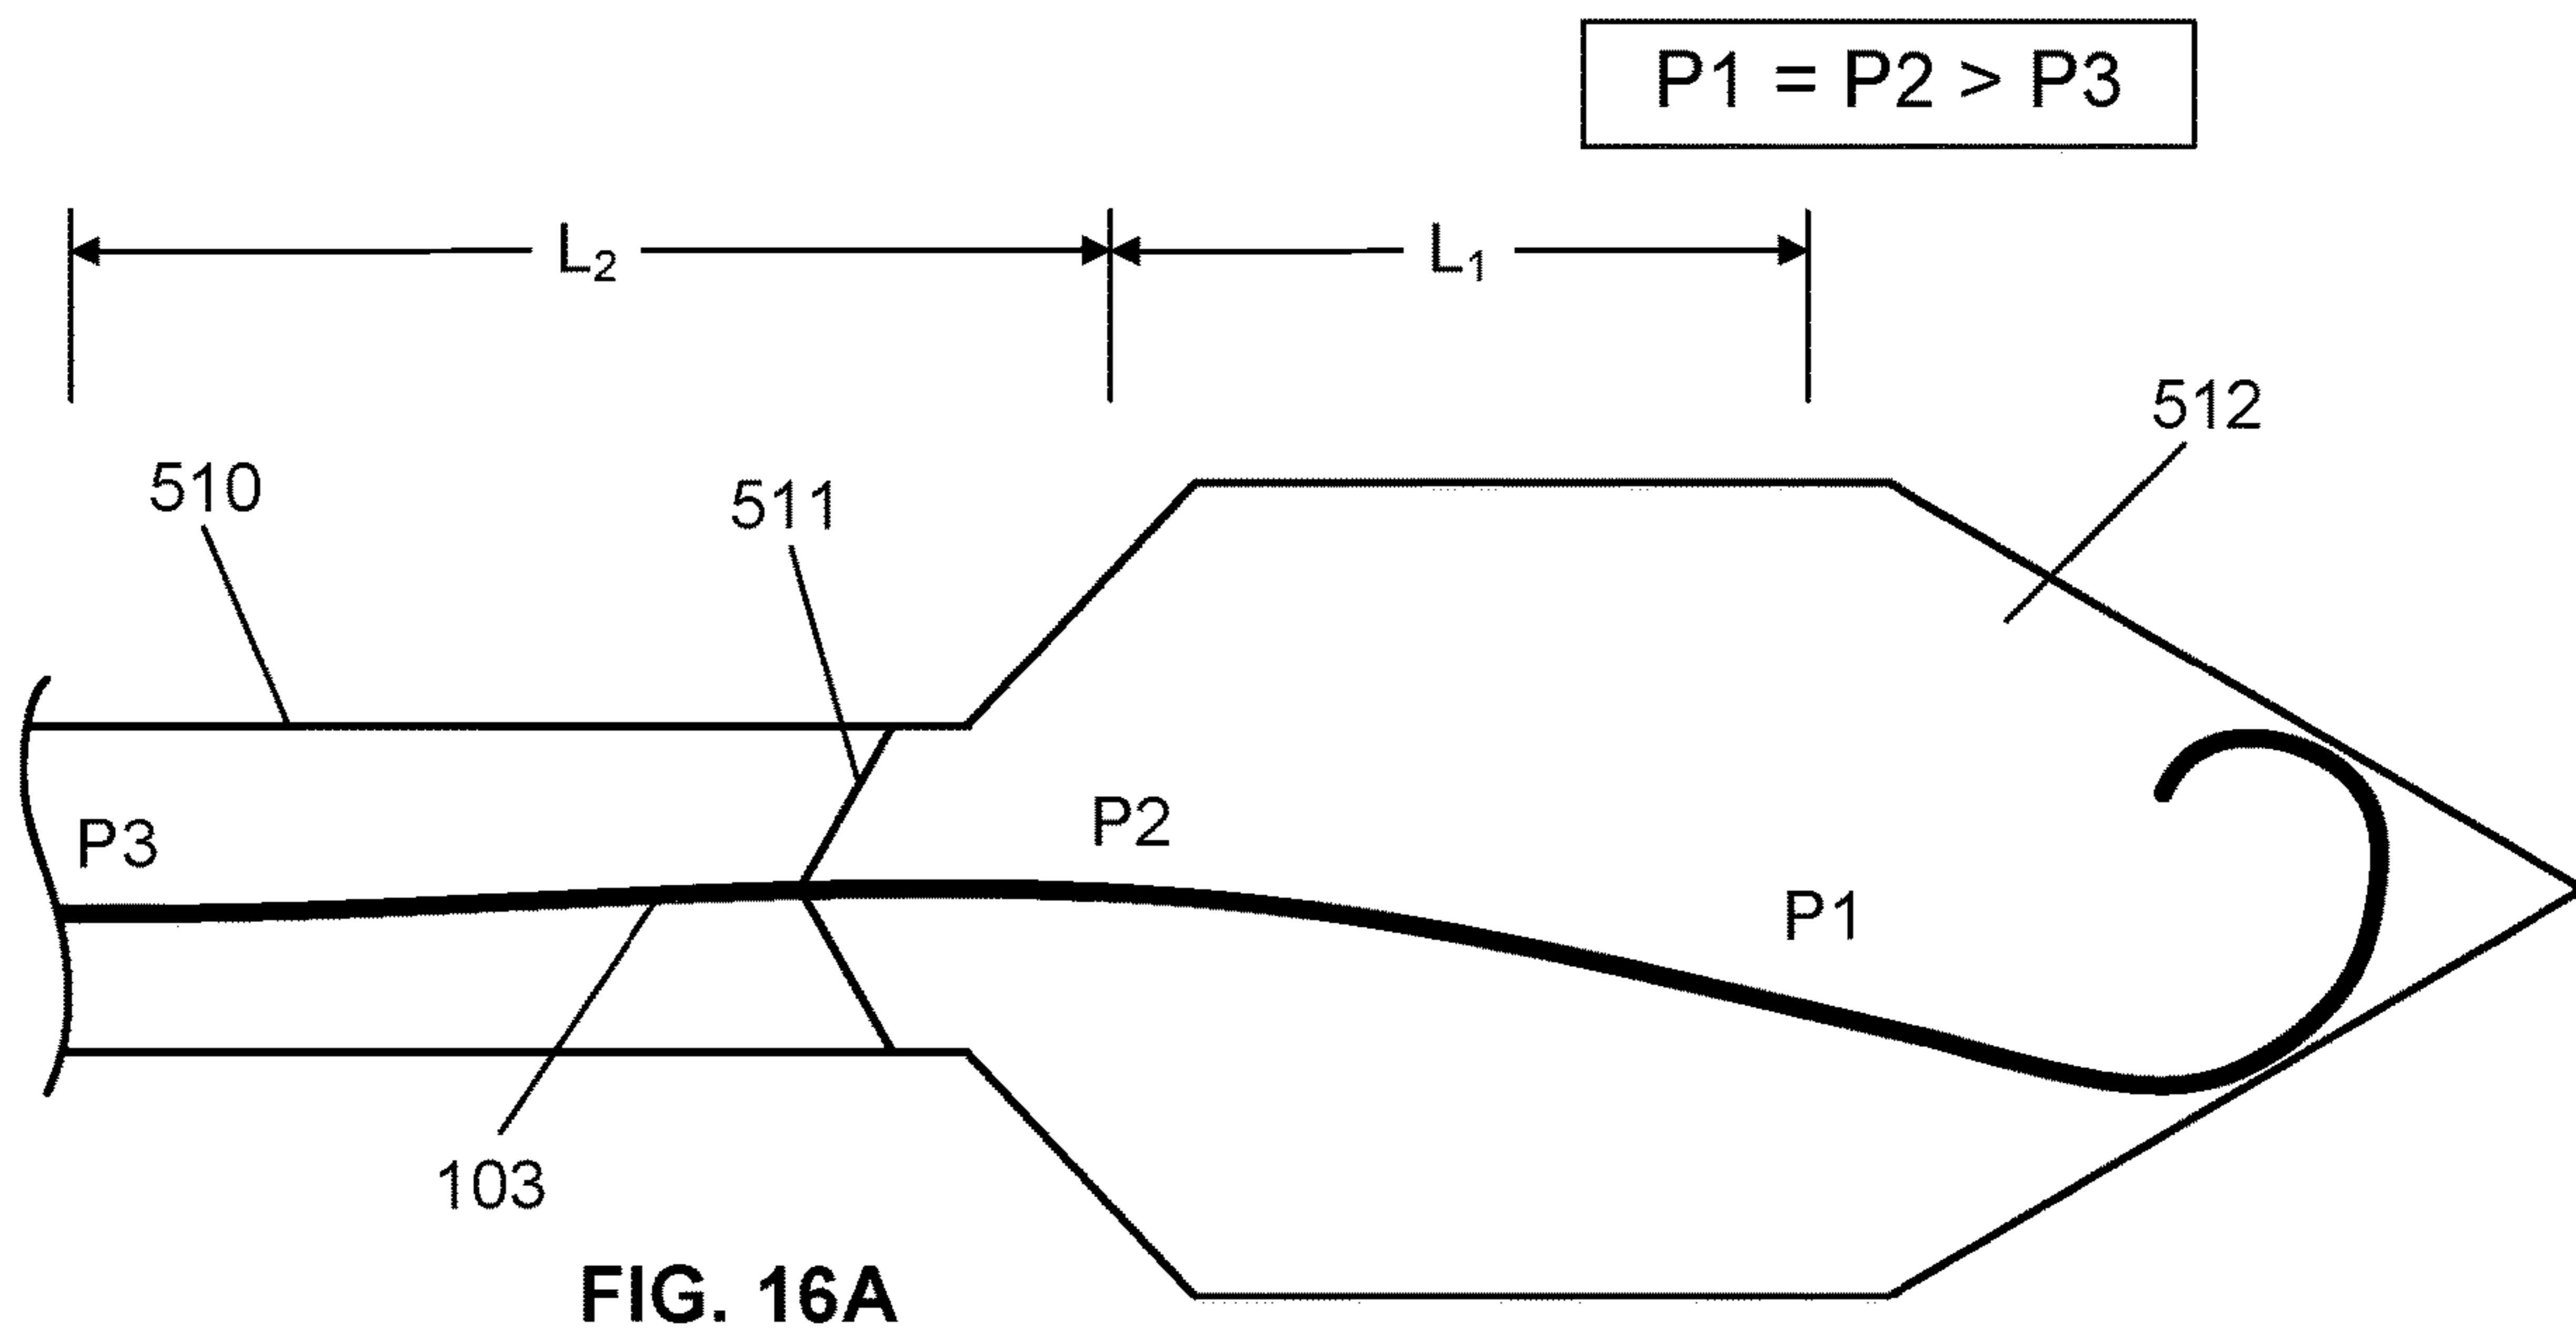 P1 = P2 > P3
L₂
L₁
512
510
511
P3
P2
P1
103
FIG. 16A